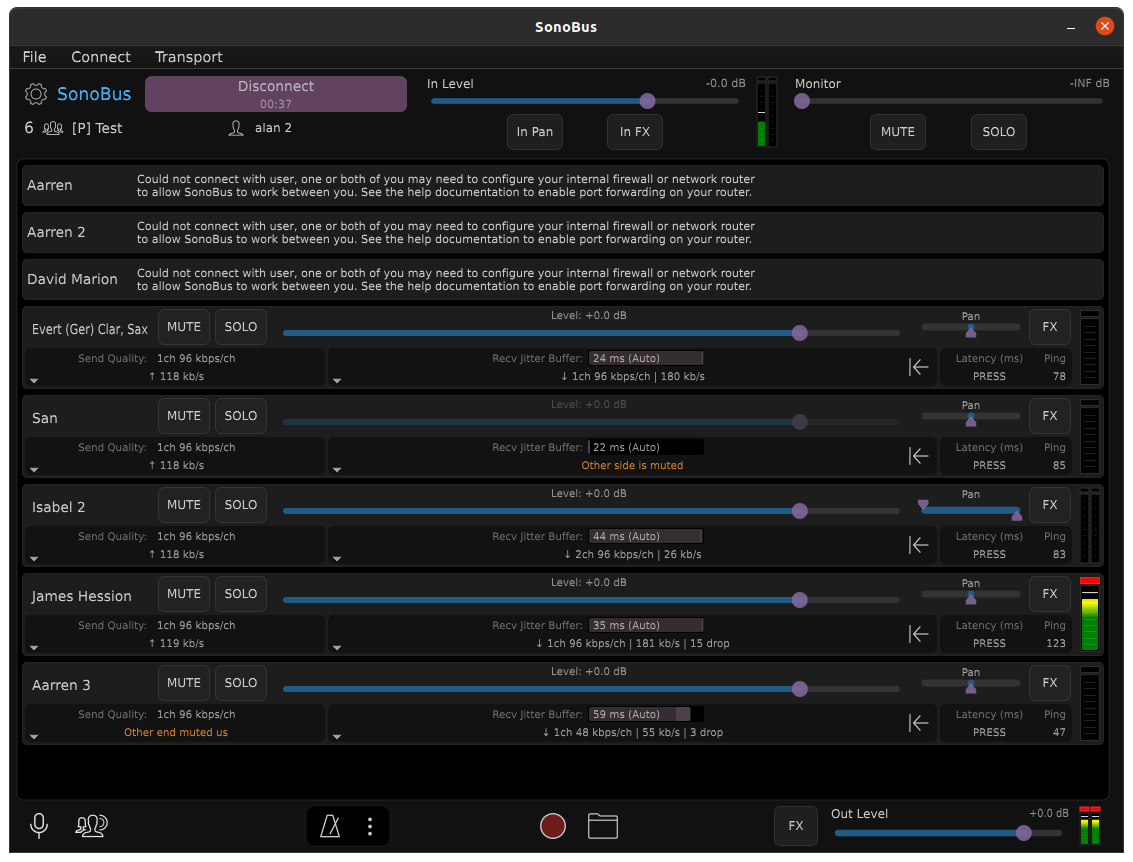 SonoBus
File Connect Transport
SonoBus
Disconnect
00:37
In Level
-0.0 dB
Monitor
-INF dB
6 [P] Test
alan 2
In Pan
In FX
MUTE
SOLO
Aarren
Could not connect with user, one or both of you may need to configure your internal firewall or network router
to allow SonoBus to work between you. See the help documentation to enable port forwarding on your router.
Aarren 2
Could not connect with user, one or both of you may need to configure your internal firewall or network router
to allow SonoBus to work between you. See the help documentation to enable port forwarding on your router.
David Marion
Could not connect with user, one or both of you may need to configure your internal firewall or network router
to allow SonoBus to work between you. See the help documentation to enable port forwarding on your router.
Evert (Ger) Clar, Sax
MUTE
SOLO
Level: +0.0 dB
Pan
FX
Send Quality: 1ch 96 kbps/ch
↑ 118 kb/s
Recv Jitter Buffer: 24 ms (Auto)
↓ 1ch 96 kbps/ch | 180 kb/s
Latency (ms) Ping
PRESS 78
San
MUTE
SOLO
Level: +0.0 dB
Pan
FX
Send Quality: 1ch 96 kbps/ch
↑ 118 kb/s
Recv Jitter Buffer: 22 ms (Auto)
Other side is muted
Latency (ms) Ping
PRESS 85
Isabel 2
MUTE
SOLO
Level: +0.0 dB
Pan
FX
Send Quality: 1ch 96 kbps/ch
↑ 118 kb/s
Recv Jitter Buffer: 44 ms (Auto)
↓ 2ch 96 kbps/ch | 26 kb/s
Latency (ms) Ping
PRESS 83
James Hession
MUTE
SOLO
Level: +0.0 dB
Pan
FX
Send Quality: 1ch 96 kbps/ch
↑ 119 kb/s
Recv Jitter Buffer: 35 ms (Auto)
↓ 1ch 96 kbps/ch | 181 kb/s | 15 drop
Latency (ms) Ping
PRESS 123
Aarren 3
MUTE
SOLO
Level: +0.0 dB
Pan
FX
Send Quality: 1ch 96 kbps/ch
Other end muted us
Recv Jitter Buffer: 59 ms (Auto)
↓ 1ch 48 kbps/ch | 55 kb/s | 3 drop
Latency (ms) Ping
PRESS 47
FX
Out Level
+0.0 dB